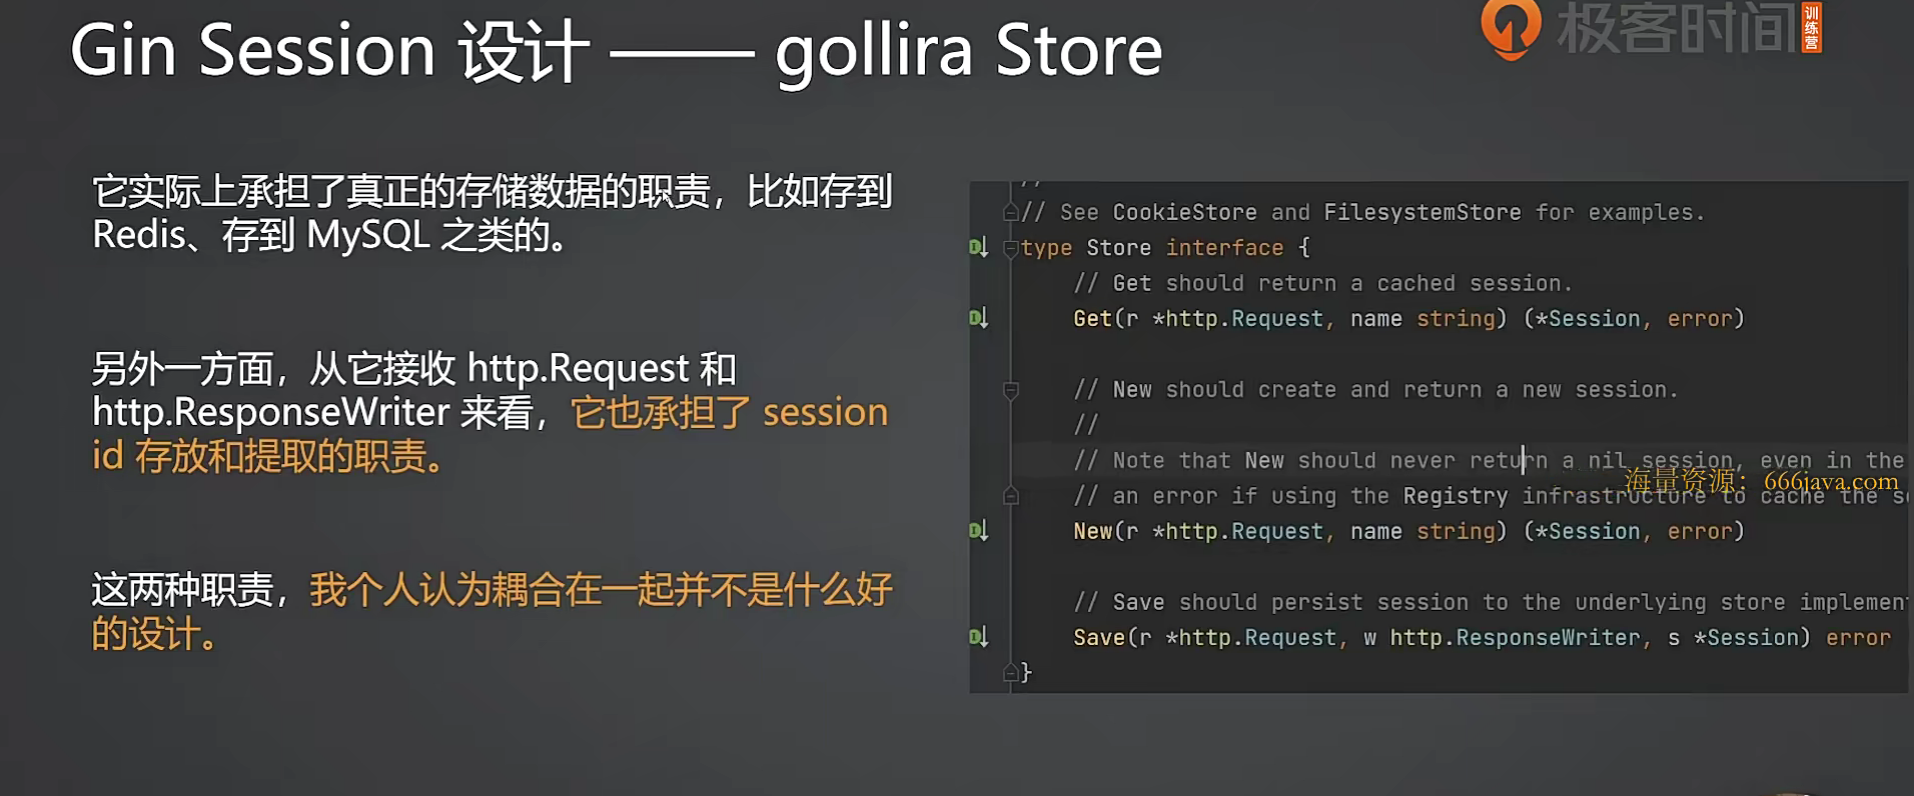 Gin Session 设计 —— gollira Store
极客时间
训练营
它实际上承担了真正的存储数据的职责，比如存到
Redis、存到 MySQL 之类的。
另外一方面，从它接收 http.Request 和
http.ResponseWriter 来看，它也承担了 session
id 存放和提取的职责。
这两种职责，我个人认为耦合在一起并不是什么好
的设计。
//
// See CookieStore and FilesystemStore for examples.
type Store interface {
// Get should return a cached session.
Get(r *http.Request, name string) (*Session, error)
// New should create and return a new session.
//
// Note that New should never return a nil session, even in the
// an error if using the Registry infrastructure to cache the s
New(r *http.Request, name string) (*Session, error)
// Save should persist session to the underlying store implemen
Save(r *http.Request, w http.ResponseWriter, s *Session) error
}
海量资源：666java.com